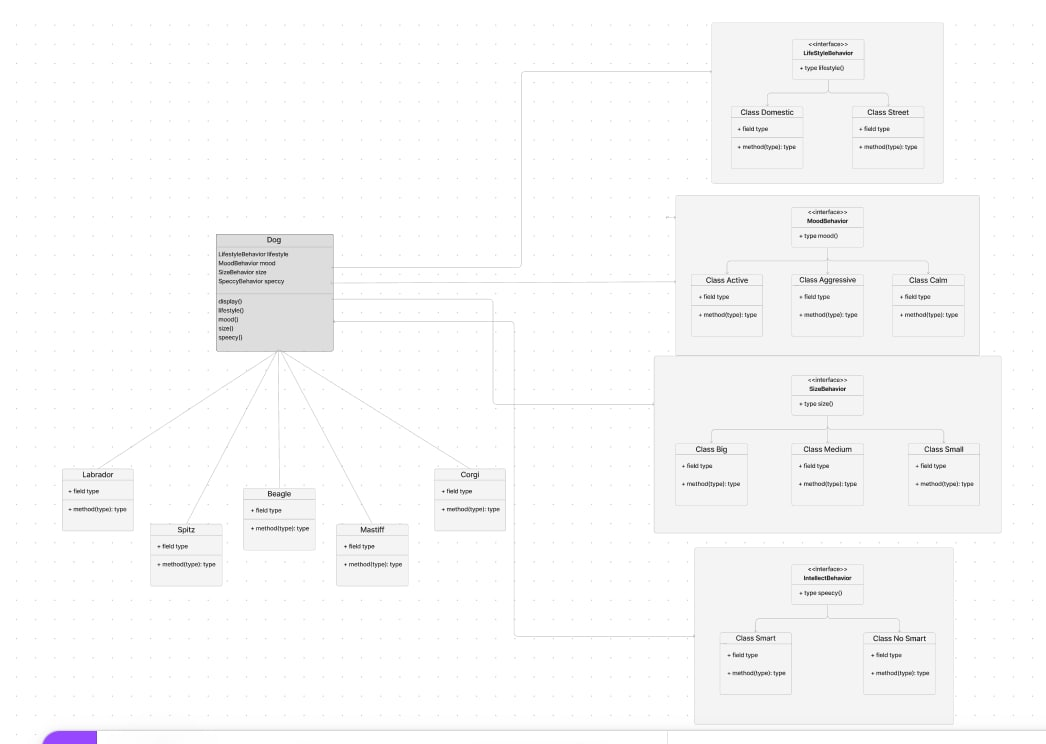 <<interface>>
LifeStyleBehavior
+ type lifestyle()
Class Domestic
+ field type
+ method(type): type
Class Street
+ field type
+ method(type): type
<<interface>>
MoodBehavior
+ type mood()
Class Active
+ field type
+ method(type): type
Class Aggressive
+ field type
+ method(type): type
Class Calm
+ field type
+ method(type): type
Dog
LifestyleBehavior lifestyle
MoodBehavior mood
SizeBehavior size
SpeccyBehavior speccy
display()
lifestyle()
mood()
size()
speecy()
<<interface>>
SizeBehavior
+ type size()
Class Big
+ field type
+ method(type): type
Class Medium
+ field type
+ method(type): type
Class Small
+ field type
+ method(type): type
Labrador
+ field type
+ method(type): type
Spitz
+ field type
+ method(type): type
Beagle
+ field type
+ method(type): type
Mastiff
+ field type
+ method(type): type
Corgi
+ field type
+ method(type): type
<<interface>>
IntellectBehavior
+ type speecy()
Class Smart
+ field type
+ method(type): type
Class No Smart
+ field type
+ method(type): type